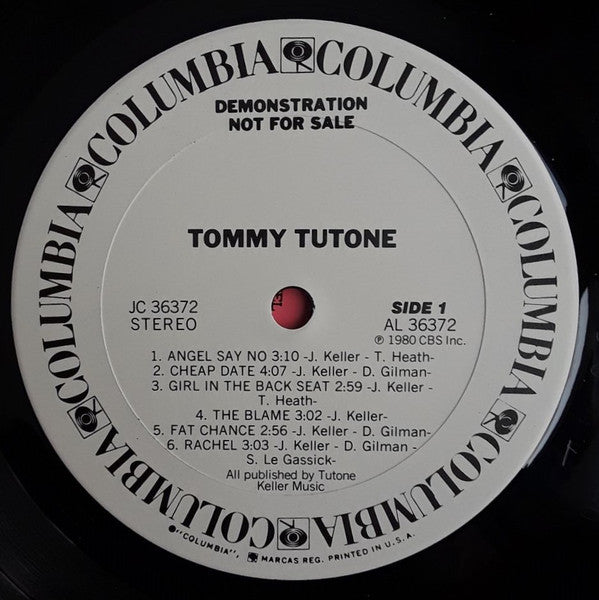 COLUMBIA COLUMBIA COLUMBIA COLUMBIA COLUMBIA COLUMBIA COLUMBIA COLUMBIA
DEMONSTRATION
NOT FOR SALE
TOMMY TUTONE
JC 36372
STEREO
SIDE 1
AL 36372
℗ 1980 CBS Inc.
1. ANGEL SAY NO 3:10 -J. Keller - T. Heath-
2. CHEAP DATE 4:07 -J. Keller - D. Gilman-
3. GIRL IN THE BACK SEAT 2:59 -J. Keller -
T. Heath-
4. THE BLAME 3:02 -J. Keller-
5. FAT CHANCE 2:56 -J. Keller - D. Gilman-
6. RACHEL 3:03 -J. Keller - D. Gilman -
S. Le Gassick-
All published by Tutone
Keller Music
●"COLUMBIA", MARCAS REG. PRINTED IN U.S.A.